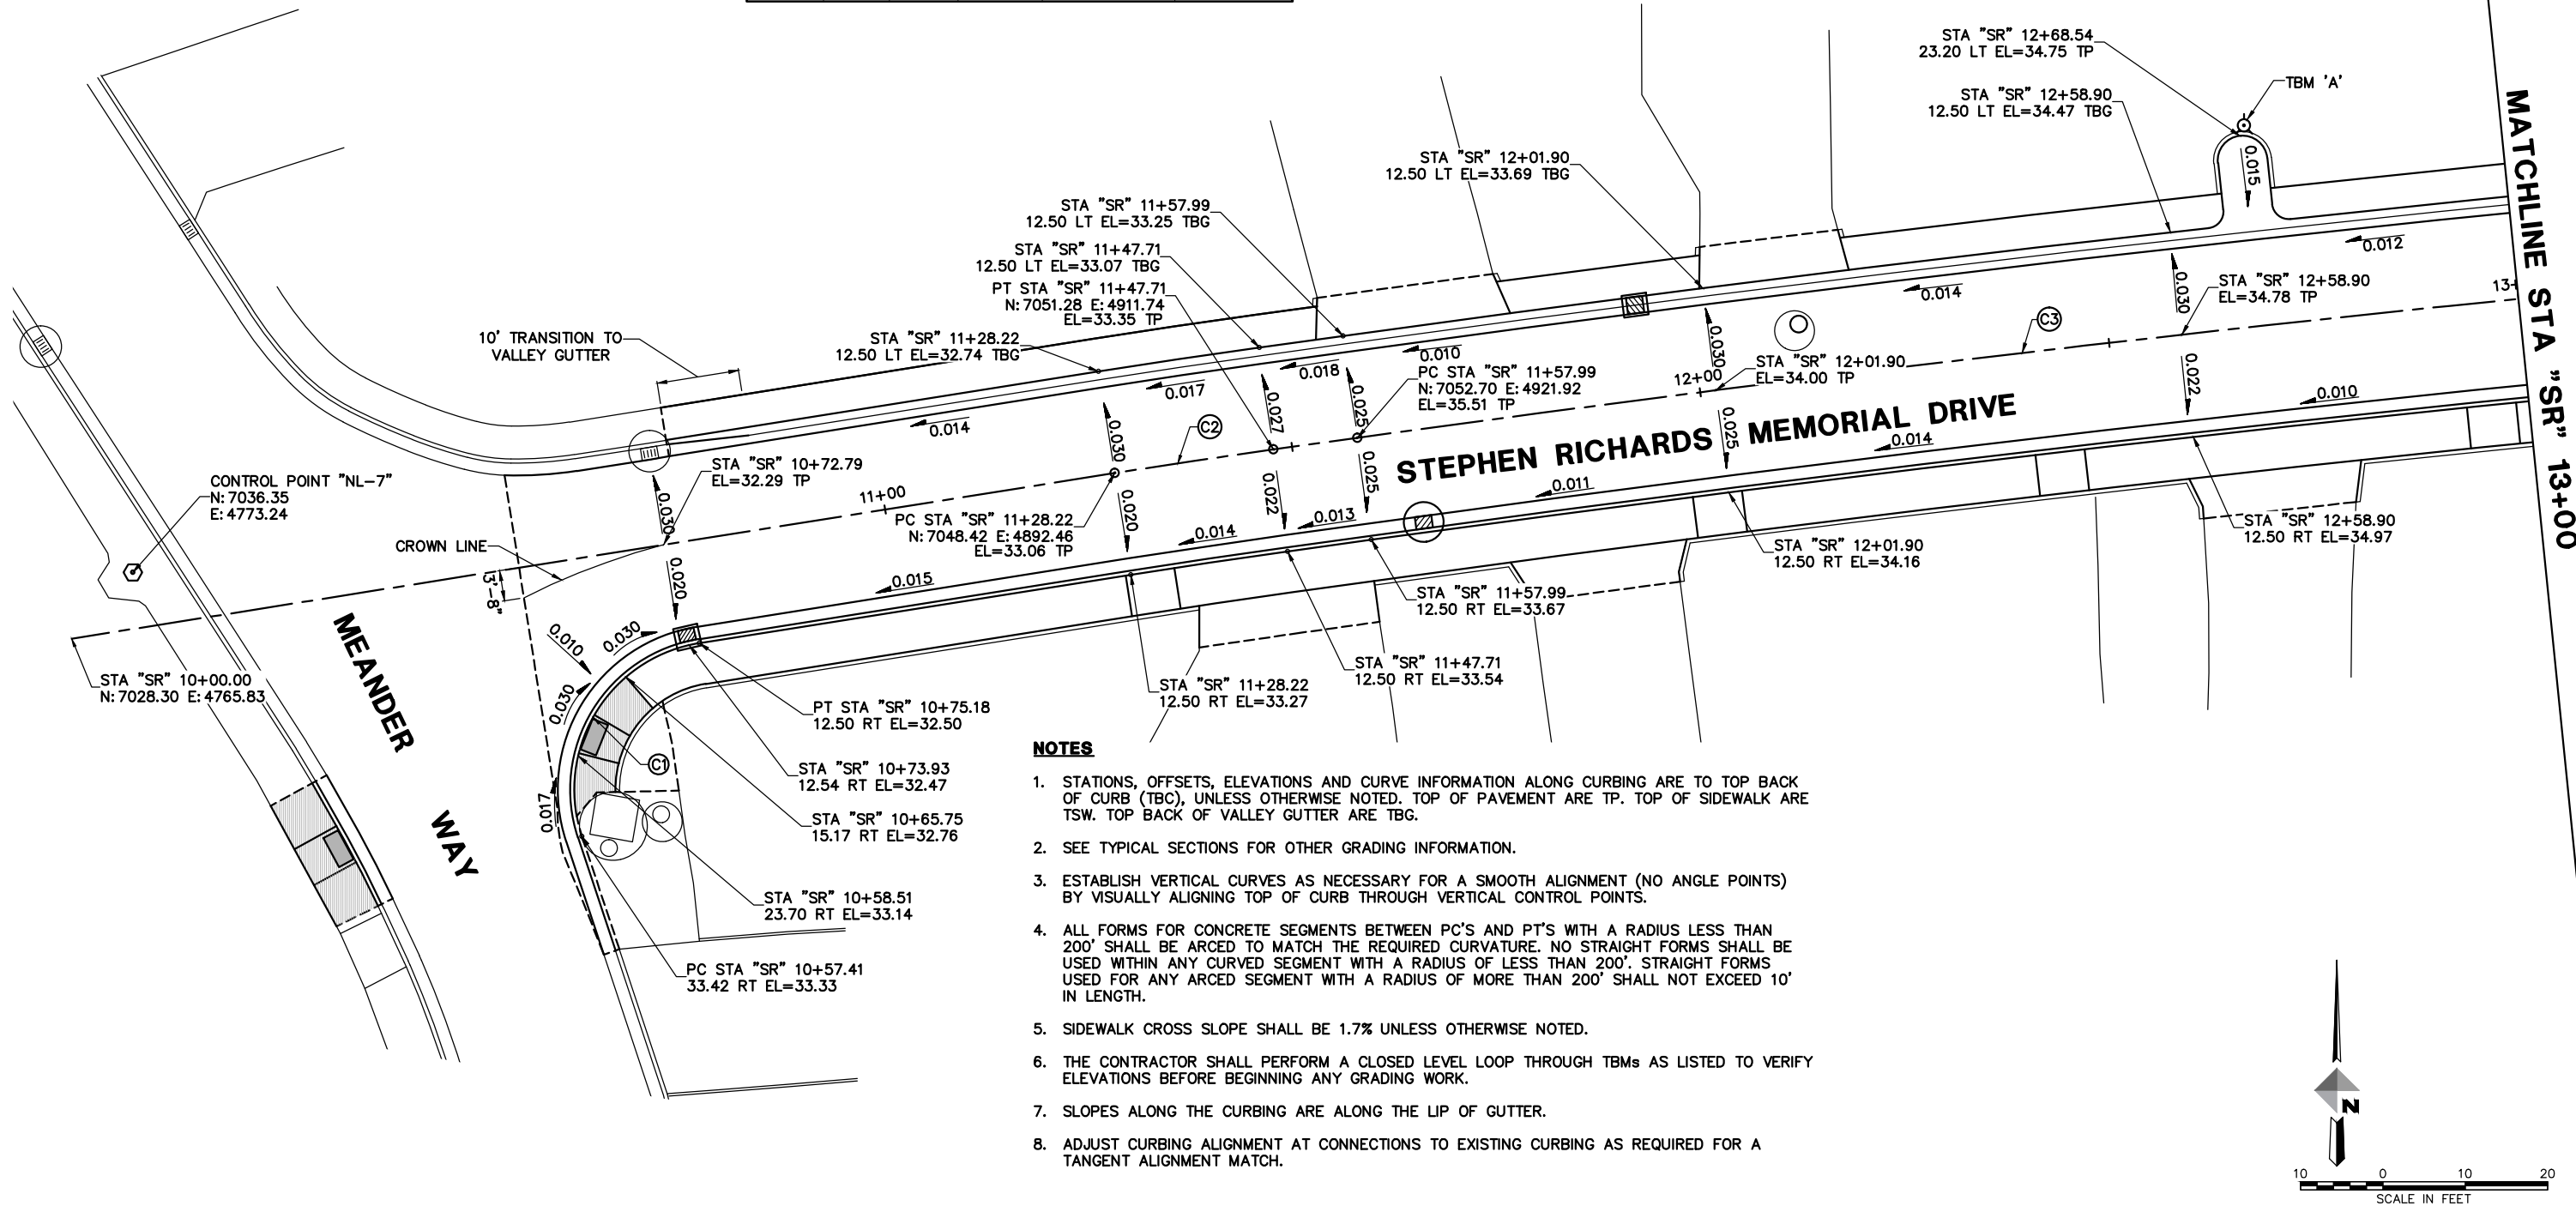 STA "SR" 12+68.54
23.20 LT EL=34.75 TP
TBM 'A'
STA "SR" 12+58.90
12.50 LT EL=34.47 TBG
STA "SR" 12+01.90
12.50 LT EL=33.69 TBG
STA "SR" 11+57.99
12.50 LT EL=33.25 TBG
STA "SR" 11+47.71
12.50 LT EL=33.07 TBG
PT STA "SR" 11+47.71
N: 7051.28 E: 4911.74
EL=33.35 TP
STA "SR" 11+28.22
12.50 LT EL=32.74 TBG
10' TRANSITION TO
VALLEY GUTTER
0.015
0.012
0.030
STA "SR" 12+58.90
EL=34.78 TP
13+
MATCHLINE STA "SR" 13+00
0.014
C3
0.030
0.010
0.018
0.017
0.014
PC STA "SR" 11+57.99
N: 7052.70 E: 4921.92
EL=35.51 TP
12+00
STA "SR" 12+01.90
EL=34.00 TP
0.022
0.010
0.025
0.027
0.030
C2
STEPHEN RICHARDS MEMORIAL DRIVE
0.025
0.014
0.025
0.022
0.020
0.011
0.013
0.014
0.015
CONTROL POINT "NL-7"
N: 7036.35
E: 4773.24
STA "SR" 10+72.79
EL=32.29 TP
11+00
0.030
PC STA "SR" 11+28.22
N: 7048.42 E: 4892.46
EL=33.06 TP
CROWN LINE
3'-8"
0.020
STA "SR" 12+58.90
12.50 RT EL=34.97
STA "SR" 12+01.90
12.50 RT EL=34.16
STA "SR" 11+57.99
12.50 RT EL=33.67
STA "SR" 11+47.71
12.50 RT EL=33.54
STA "SR" 11+28.22
12.50 RT EL=33.27
0.010
0.030
0.030
0.017
C1
STA "SR" 10+00.00
N: 7028.30 E: 4765.83
MEANDER
WAY
PT STA "SR" 10+75.18
12.50 RT EL=32.50
STA "SR" 10+73.93
12.54 RT EL=32.47
STA "SR" 10+65.75
15.17 RT EL=32.76
STA "SR" 10+58.51
23.70 RT EL=33.14
PC STA "SR" 10+57.41
33.42 RT EL=33.33
NOTES
1. STATIONS, OFFSETS, ELEVATIONS AND CURVE INFORMATION ALONG CURBING ARE TO TOP BACK
OF CURB (TBC), UNLESS OTHERWISE NOTED. TOP OF PAVEMENT ARE TP. TOP OF SIDEWALK ARE
TSW. TOP BACK OF VALLEY GUTTER ARE TBG.
2. SEE TYPICAL SECTIONS FOR OTHER GRADING INFORMATION.
3. ESTABLISH VERTICAL CURVES AS NECESSARY FOR A SMOOTH ALIGNMENT (NO ANGLE POINTS)
BY VISUALLY ALIGNING TOP OF CURB THROUGH VERTICAL CONTROL POINTS.
4. ALL FORMS FOR CONCRETE SEGMENTS BETWEEN PC'S AND PT'S WITH A RADIUS LESS THAN
200' SHALL BE ARCED TO MATCH THE REQUIRED CURVATURE. NO STRAIGHT FORMS SHALL BE
USED WITHIN ANY CURVED SEGMENT WITH A RADIUS OF LESS THAN 200'. STRAIGHT FORMS
USED FOR ANY ARCED SEGMENT WITH A RADIUS OF MORE THAN 200' SHALL NOT EXCEED 10'
IN LENGTH.
5. SIDEWALK CROSS SLOPE SHALL BE 1.7% UNLESS OTHERWISE NOTED.
6. THE CONTRACTOR SHALL PERFORM A CLOSED LEVEL LOOP THROUGH TBMs AS LISTED TO VERIFY
ELEVATIONS BEFORE BEGINNING ANY GRADING WORK.
7. SLOPES ALONG THE CURBING ARE ALONG THE LIP OF GUTTER.
8. ADJUST CURBING ALIGNMENT AT CONNECTIONS TO EXISTING CURBING AS REQUIRED FOR A
TANGENT ALIGNMENT MATCH.
N
10 0 10 20
SCALE IN FEET